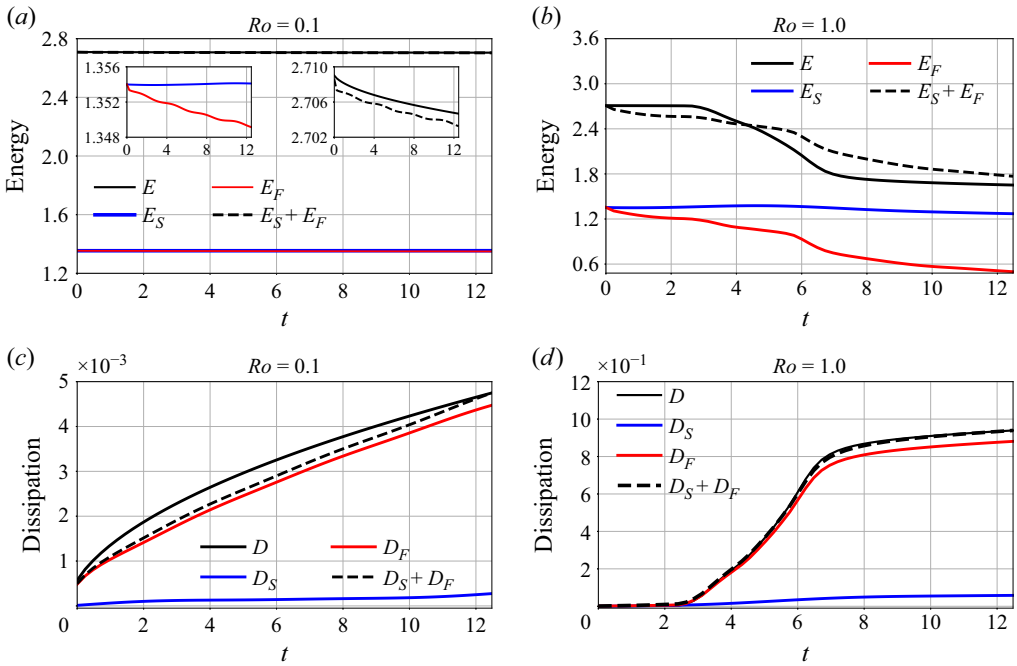 (a) Ro = 0.1
2.8
2.4
2.0
1.6
1.2
Energy
1.356
1.352
1.348
0 4 8 12
2.710
2.706
2.702
0 4 8 12
E
E_S
E_F
E_S + E_F
0 2 4 6 8 10 12
t
(b) Ro = 1.0
3.6
3.0
2.4
1.8
1.2
0.6
Energy
E
E_S
E_F
E_S + E_F
0 2 4 6 8 10 12
t
(c) Ro = 0.1
×10⁻³
5
4
3
2
1
Dissipation
D
D_S
D_F
D_S + D_F
0 2 4 6 8 10 12
t
(d) Ro = 1.0
×10⁻¹
12
10
8
6
4
2
0
Dissipation
D
D_S
D_F
D_S + D_F
0 2 4 6 8 10 12
t